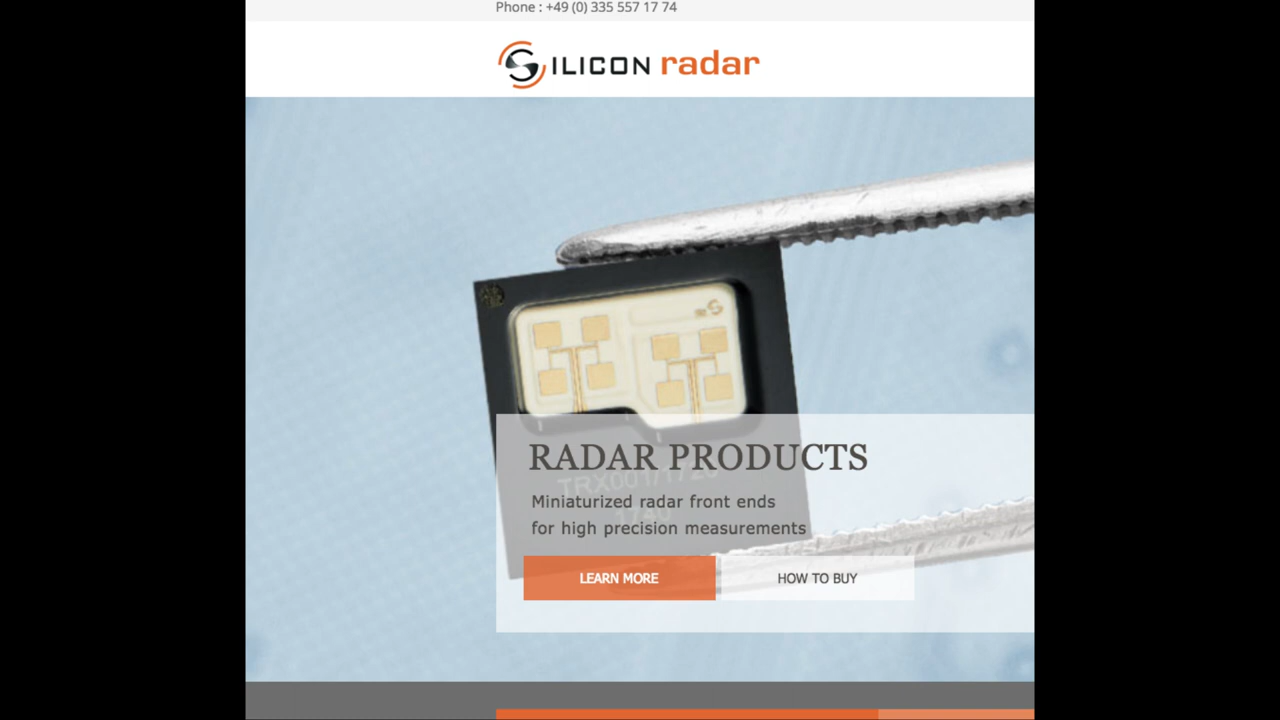 Phone : +49 (0) 335 557 17 74
SILICON radar
RADAR PRODUCTS
Miniaturized radar front ends
for high precision measurements
LEARN MORE
HOW TO BUY